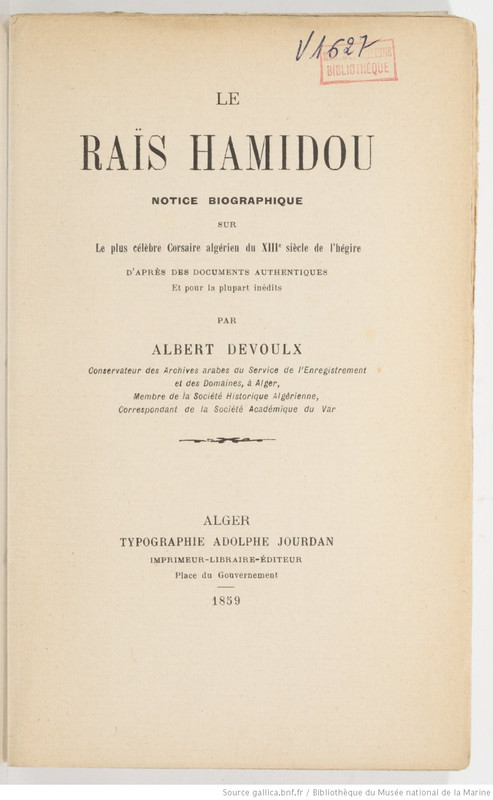 V1627
BIBLIOTHÈQUE
LE
RAÏS HAMIDOU
NOTICE BIOGRAPHIQUE
SUR
Le plus célèbre Corsaire algérien du XIIIᵉ siècle de l'hégire
D'APRÈS DES DOCUMENTS AUTHENTIQUES
Et pour la plupart inédits
PAR
ALBERT DEVOULX
Conservateur des Archives arabes du Service de l'Enregistrement
et des Domaines, à Alger,
Membre de la Société Historique Algérienne,
Correspondant de la Société Académique du Var
ALGER
TYPOGRAPHIE ADOLPHE JOURDAN
IMPRIMEUR-LIBRAIRE-ÉDITEUR
Place du Gouvernement
1859
Source gallica.bnf.fr / Bibliothèque du Musée national de la Marine